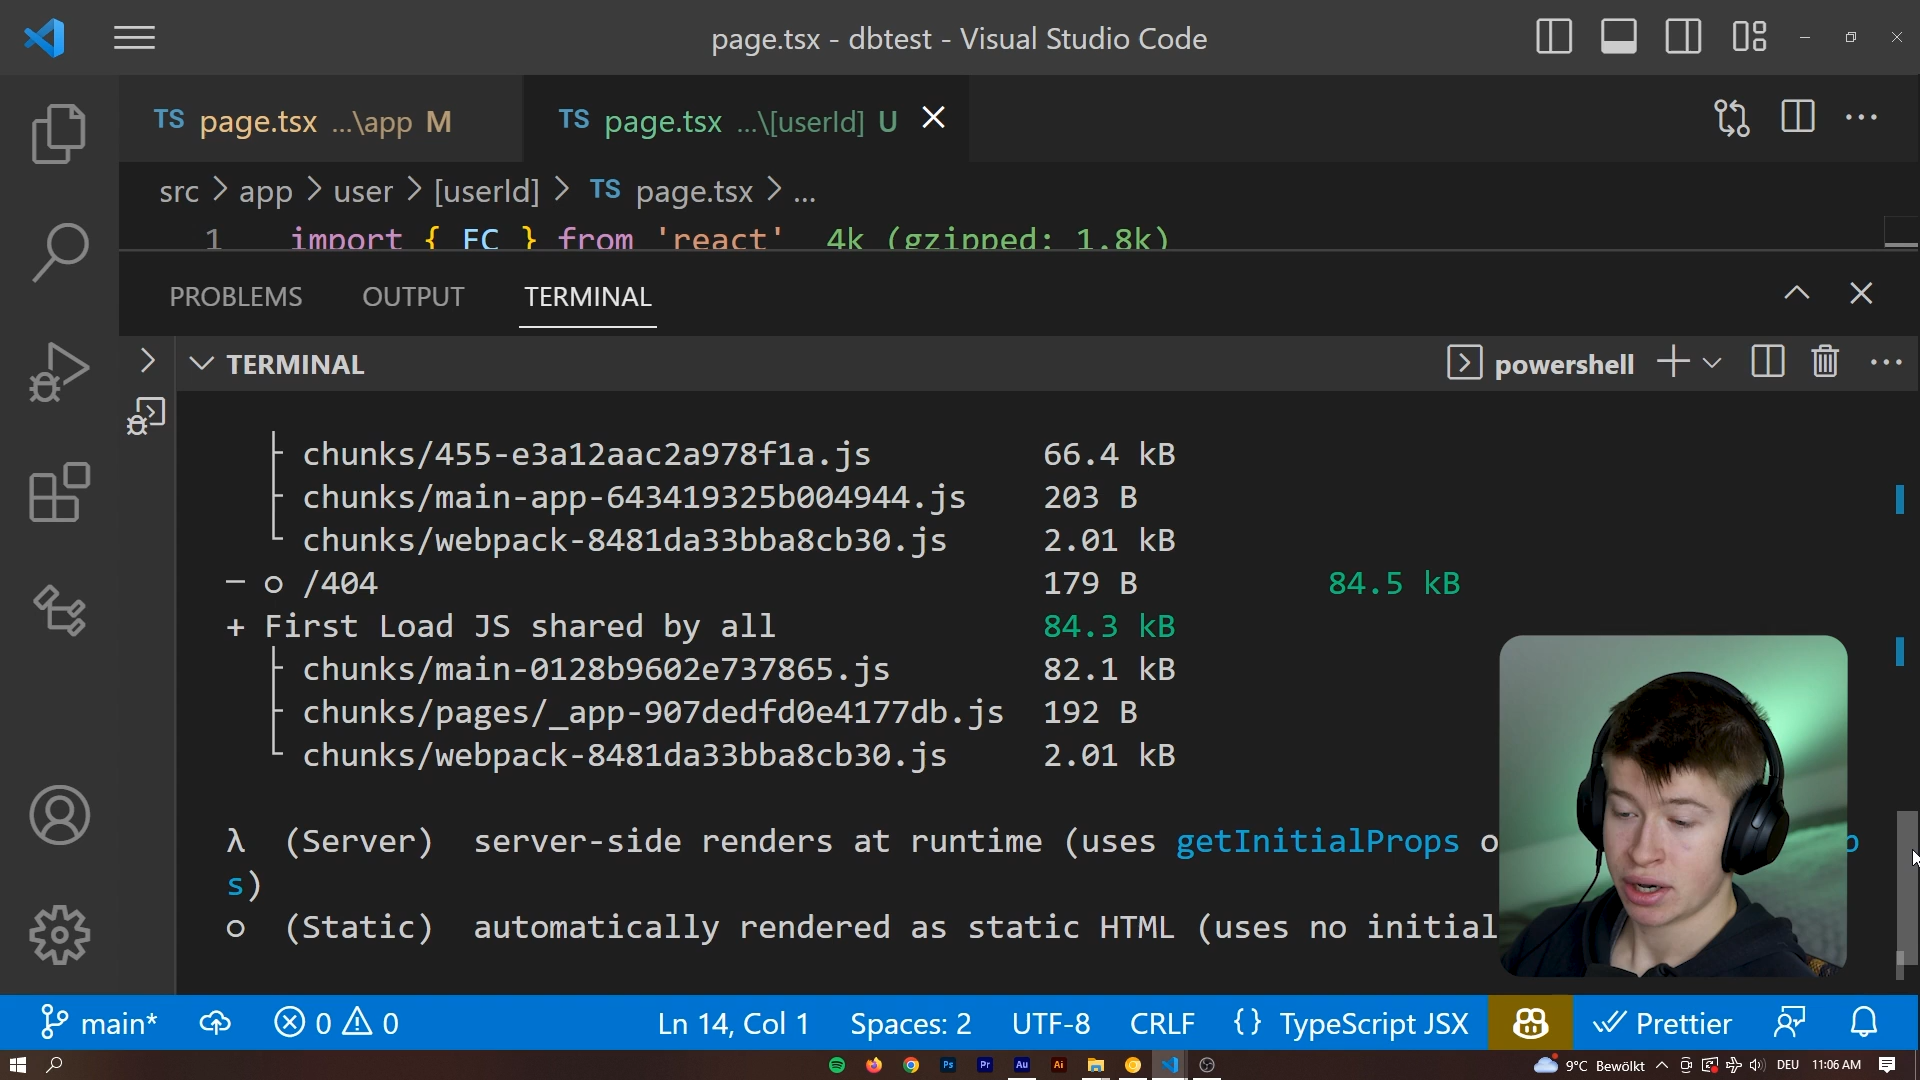 page.tsx - dbtest - Visual Studio Code
TS page.tsx ...\app M
TS page.tsx ...\[userId] U
src > app > user > [userId] > TS page.tsx > ...
1 import { FC } from 'react' 4k (gzipped: 1.8k)
PROBLEMS OUTPUT TERMINAL
TERMINAL
powershell
├ chunks/455-e3a12aac2a978f1a.js 66.4 kB
├ chunks/main-app-643419325b004944.js 203 B
└ chunks/webpack-8481da33bba8cb30.js 2.01 kB
─ ○ /404 179 B 84.5 kB
+ First Load JS shared by all 84.3 kB
├ chunks/main-0128b9602e737865.js 82.1 kB
├ chunks/pages/_app-907dedfd0e4177db.js 192 B
└ chunks/webpack-8481da33bba8cb30.js 2.01 kB
λ (Server) server-side renders at runtime (uses getInitialProps
s)
○ (Static) automatically rendered as static HTML (uses no initial
main* 0 0 Ln 14, Col 1 Spaces: 2 UTF-8 CRLF {} TypeScript JSX Prettier
Ps Pr Au Ai 9°C Bewölkt DEU 11:06 AM